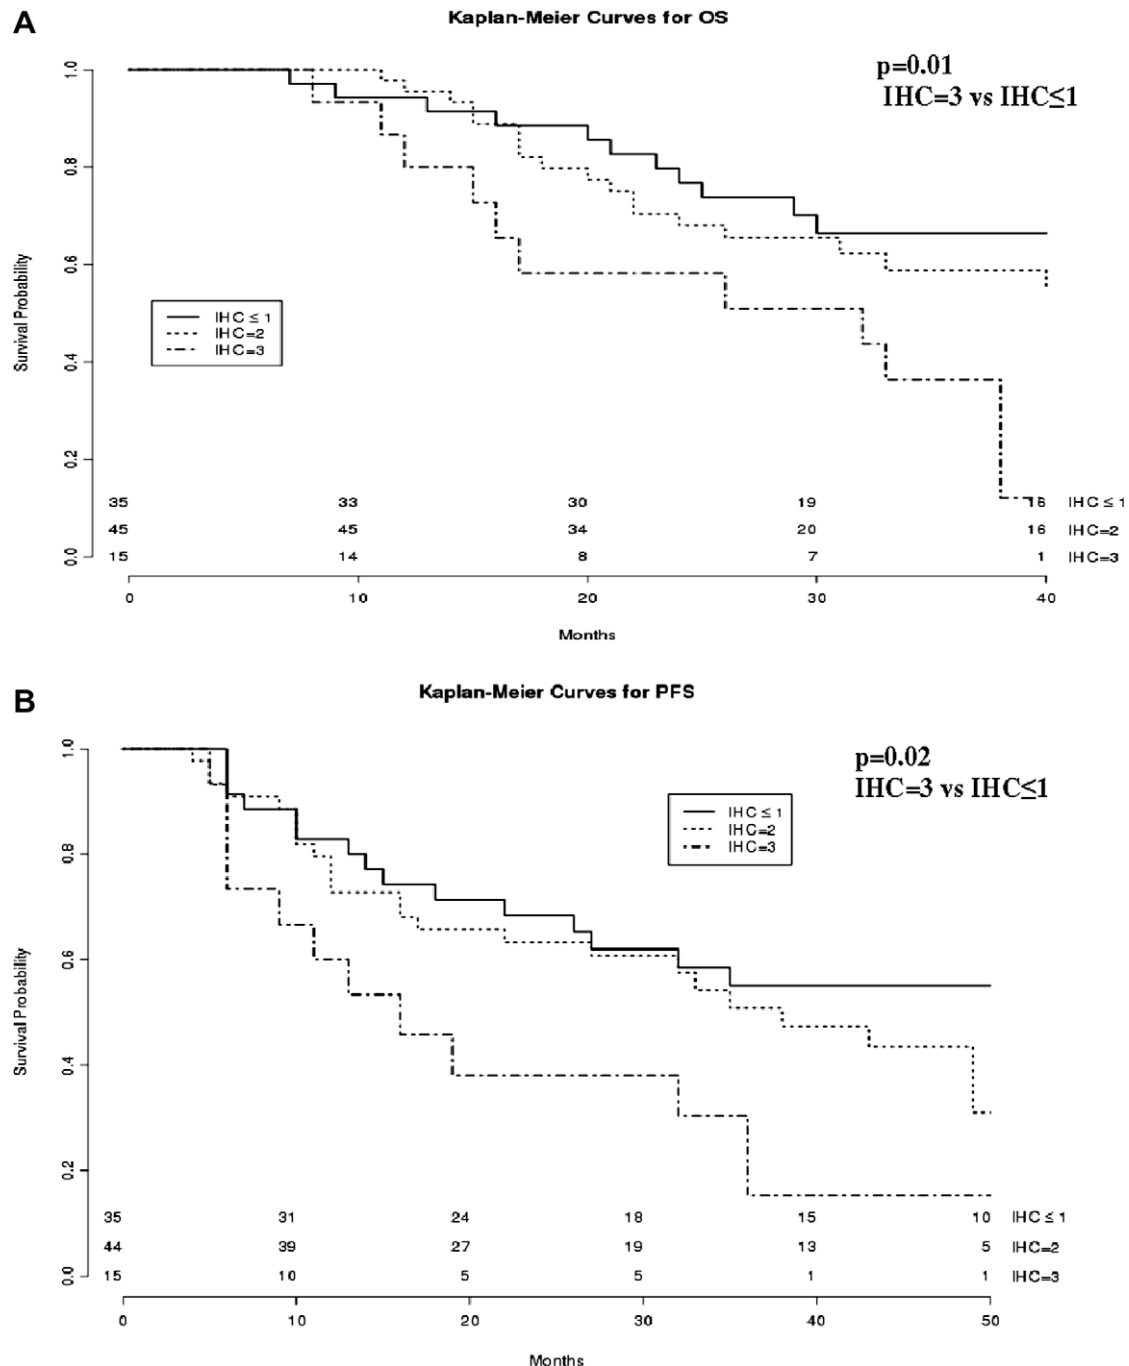 A
Kaplan-Meier Curves for OS
p=0.01
IHC=3 vs IHC≤1
Survival Probability
1.0
0.8
0.6
0.4
0.2
0.0
IHC ≤ 1
IHC=2
IHC=3
35 33 30 19 16 IHC ≤ 1
45 45 34 20 16 IHC=2
15 14 8 7 1 IHC=3
0 10 20 30 40
Months
B
Kaplan-Meier Curves for PFS
p=0.02
IHC=3 vs IHC≤1
Survival Probability
1.0
0.8
0.6
0.4
0.2
0.0
IHC ≤ 1
IHC=2
IHC=3
35 31 24 18 15 10 IHC ≤ 1
44 39 27 19 13 5 IHC=2
15 10 5 5 1 1 IHC=3
0 10 20 30 40 50
Months